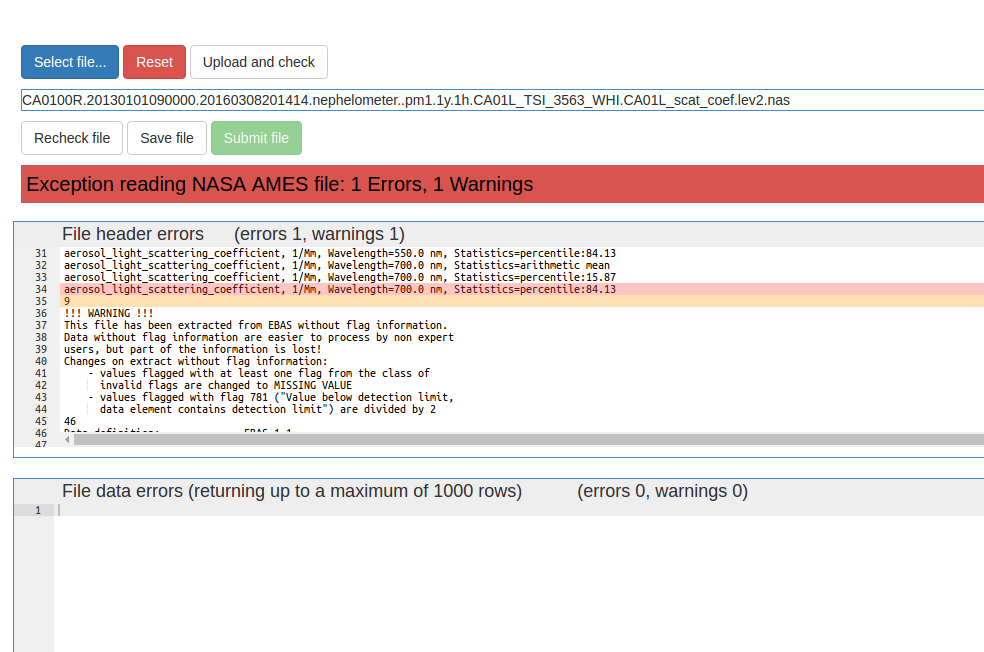 Select file... Reset Upload and check
CA0100R.20130101090000.20160308201414.nephelometer..pm1.1y.1h.CA01L_TSI_3563_WHI.CA01L_scat_coef.lev2.nas
Recheck file Save file Submit file
Exception reading NASA AMES file: 1 Errors, 1 Warnings
File header errors (errors 1, warnings 1)
31 aerosol_light_scattering_coefficient, 1/Mm, Wavelength=550.0 nm, Statistics=percentile:84.13
32 aerosol_light_scattering_coefficient, 1/Mm, Wavelength=700.0 nm, Statistics=arithmetic mean
33 aerosol_light_scattering_coefficient, 1/Mm, Wavelength=700.0 nm, Statistics=percentile:15.87
34 aerosol_light_scattering_coefficient, 1/Mm, Wavelength=700.0 nm, Statistics=percentile:84.13
35 9
36 !!! WARNING !!!
37 This file has been extracted from EBAS without flag information.
38 Data without flag information are easier to process by non expert
39 users, but part of the information is lost!
40 Changes on extract without flag information:
41 - values flagged with at least one flag from the class of
42 invalid flags are changed to MISSING VALUE
43 - values flagged with flag 781 ("Value below detection limit,
44 data element contains detection limit") are divided by 2
45 46
46 Data definition: EBAS_1.1
47
File data errors (returning up to a maximum of 1000 rows) (errors 0, warnings 0)
1